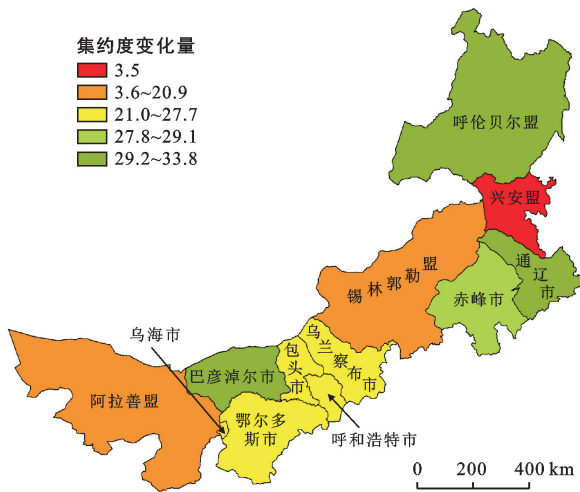 集约度变化量
3.5
3.6~20.9
21.0~27.7
27.8~29.1
29.2~33.8
呼伦贝尔盟
兴安盟
通辽市
赤峰市
锡林郭勒盟
乌兰察布市
包头市
乌海市
巴彦淖尔市
阿拉善盟
鄂尔多
斯市
呼和浩特市
0 200 400 km